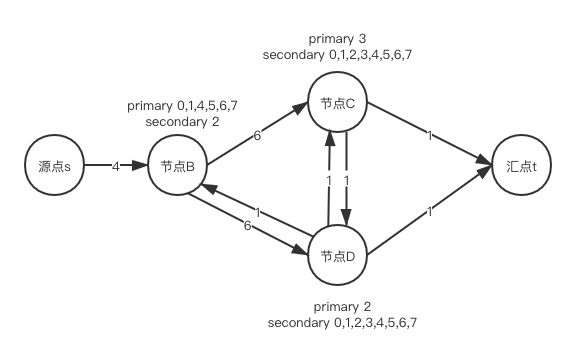 primary 3
secondary 0,1,2,3,4,5,6,7
节点C
primary 0,1,4,5,6,7
secondary 2
6
1
源点s
4
节点B
1
1
汇点t
1
6
1
节点D
primary 2
secondary 0,1,2,3,4,5,6,7